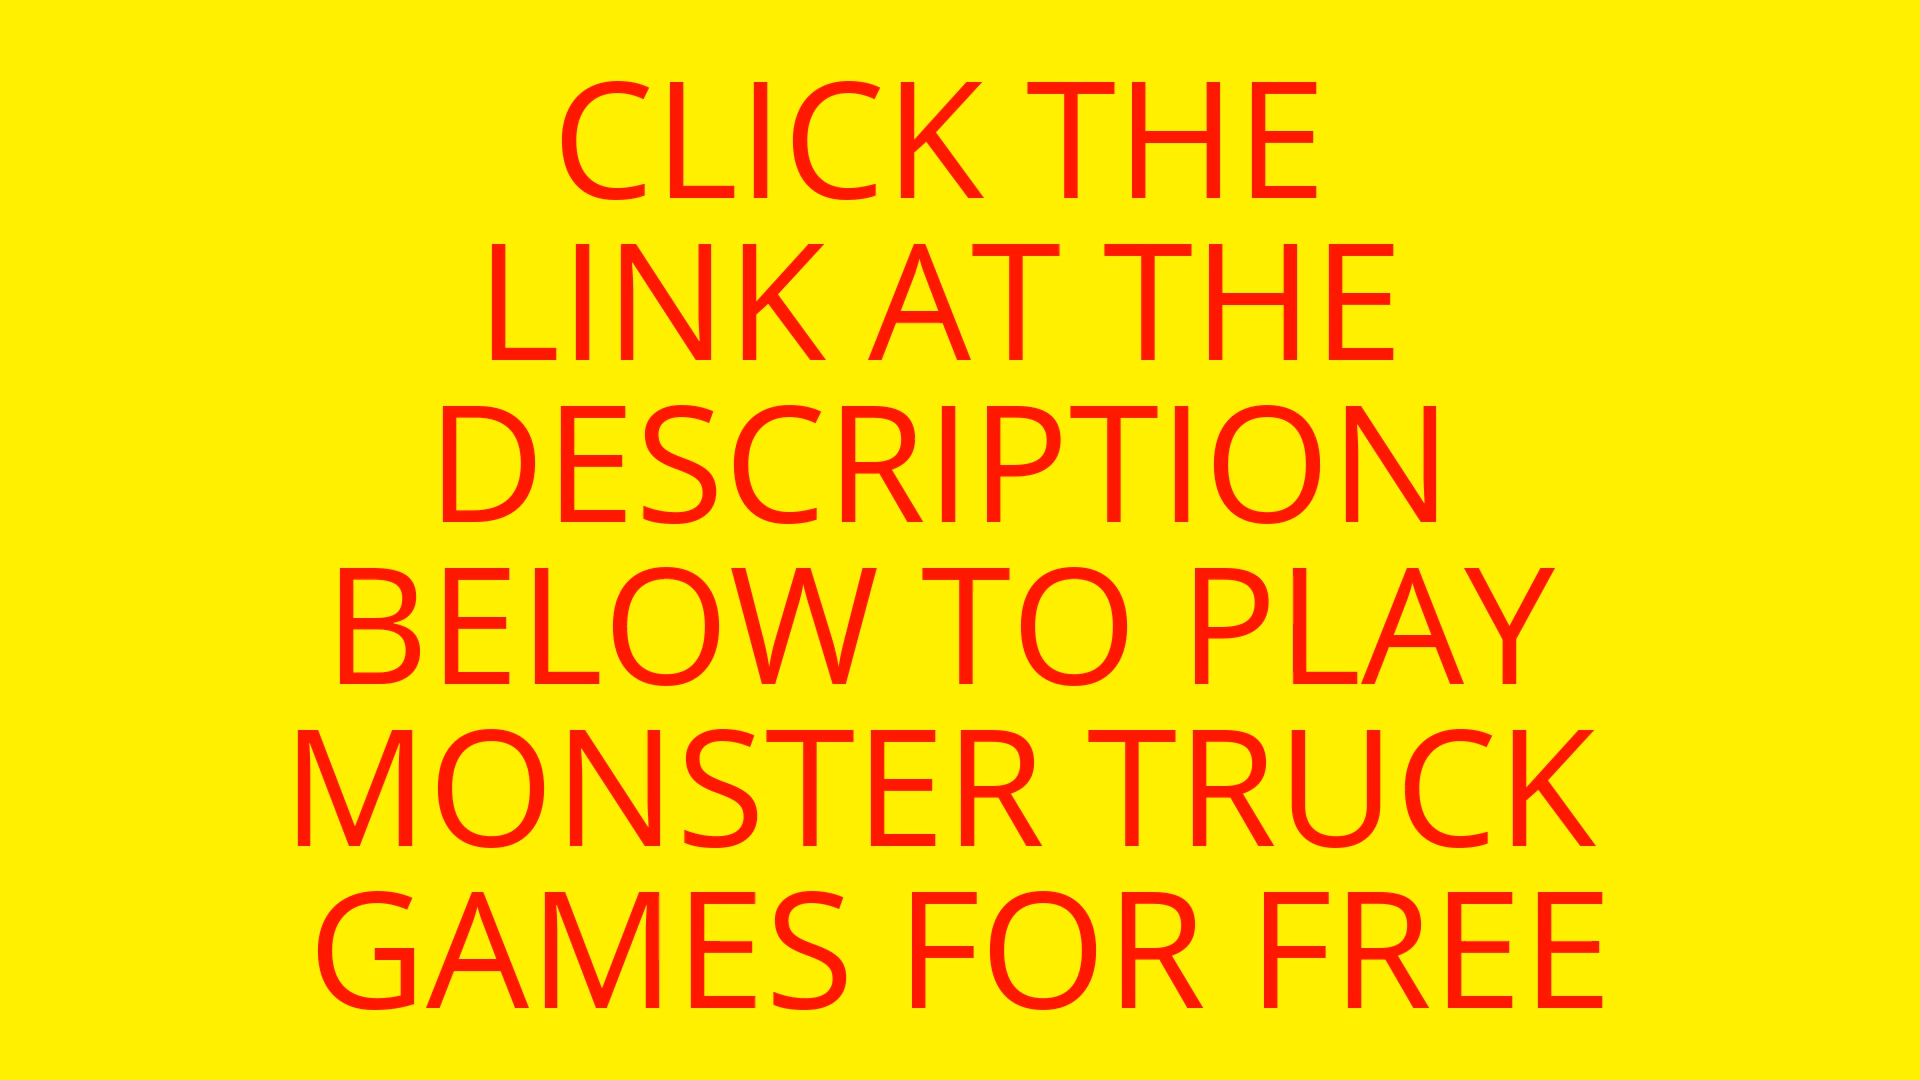 CLICK THE
LINK AT THE
DESCRIPTION
BELOW TO PLAY
MONSTER TRUCK
GAMES FOR FREE